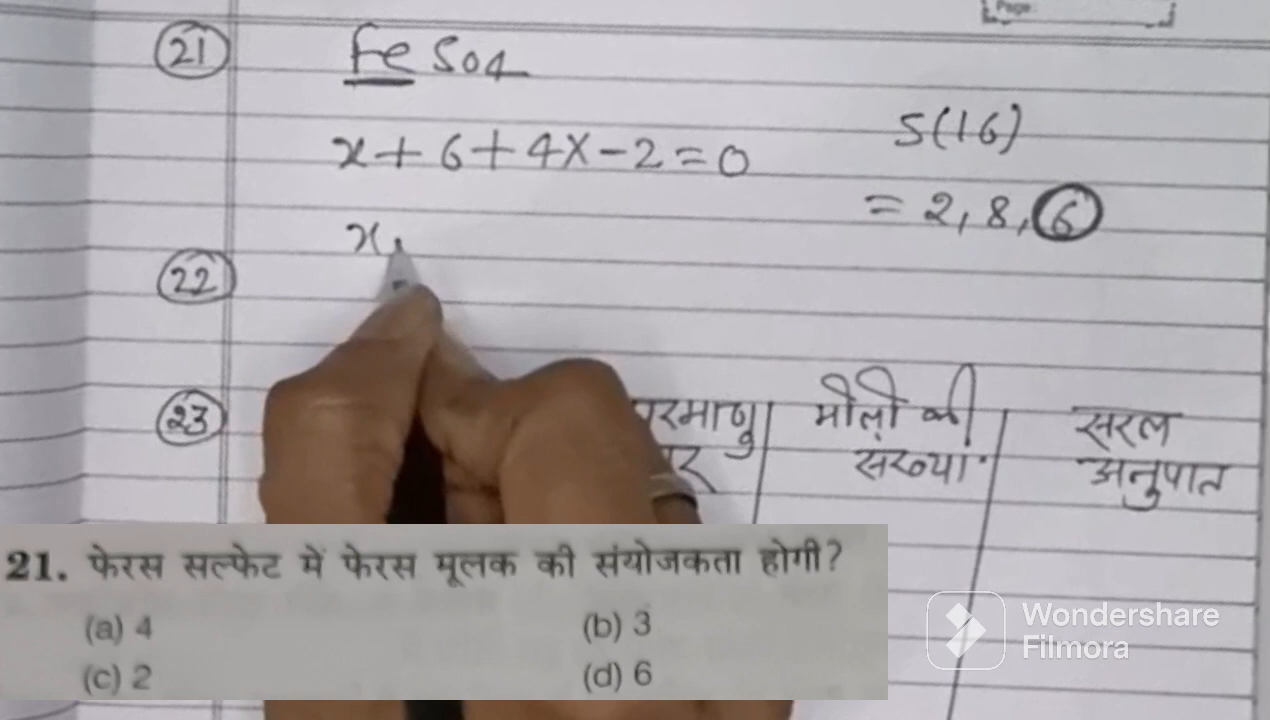 Page:
(21) FeSO4
x + 6 + 4X-2 = 0
S(16)
= 2, 8, 6
x
(22)
(23) मोलों की सरल
संख्या अनुपात
21. फेरस सल्फेट में फेरस मूलक की संयोजकता होगी?
(a) 4 (b) 3
(c) 2 (d) 6
Wondershare
Filmora